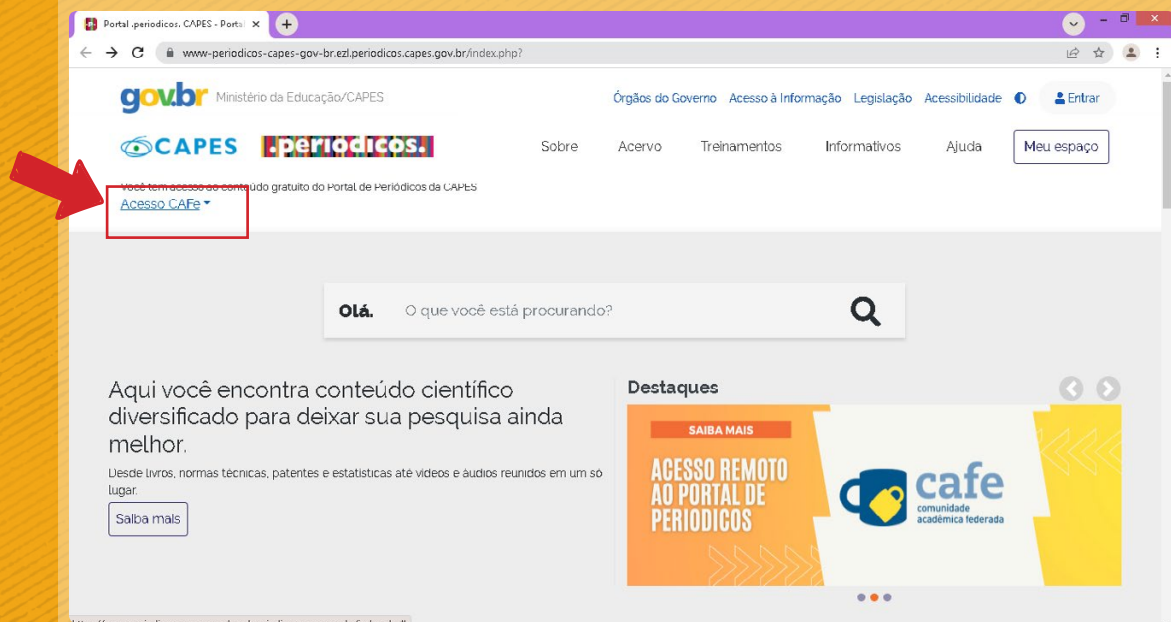 Portal .periodicos. CAPES - Porta
www-periodicos-capes-gov-br.ezl.periodicos.capes.gov.br/index.php?
gov.br Ministério da Educação/CAPES
Órgãos do Governo Acesso à Informação Legislação Acessibilidade Entrar
CAPES .periodicos.
Sobre Acervo Treinamentos Informativos Ajuda Meu espaço
Você tem acesso ao conteúdo gratuito do Portal de Periódicos da CAPES
Acesso CAFe
Olá. O que você está procurando?
Aqui você encontra conteúdo científico
diversificado para deixar sua pesquisa ainda
melhor.
Desde livros, normas técnicas, patentes e estatísticas até vídeos e áudios reunidos em um só
lugar.
Saiba mais
Destaques
SAIBA MAIS
ACESSO REMOTO
AO PORTAL DE
PERIODICOS
cafe
comunidade
acadêmica federada